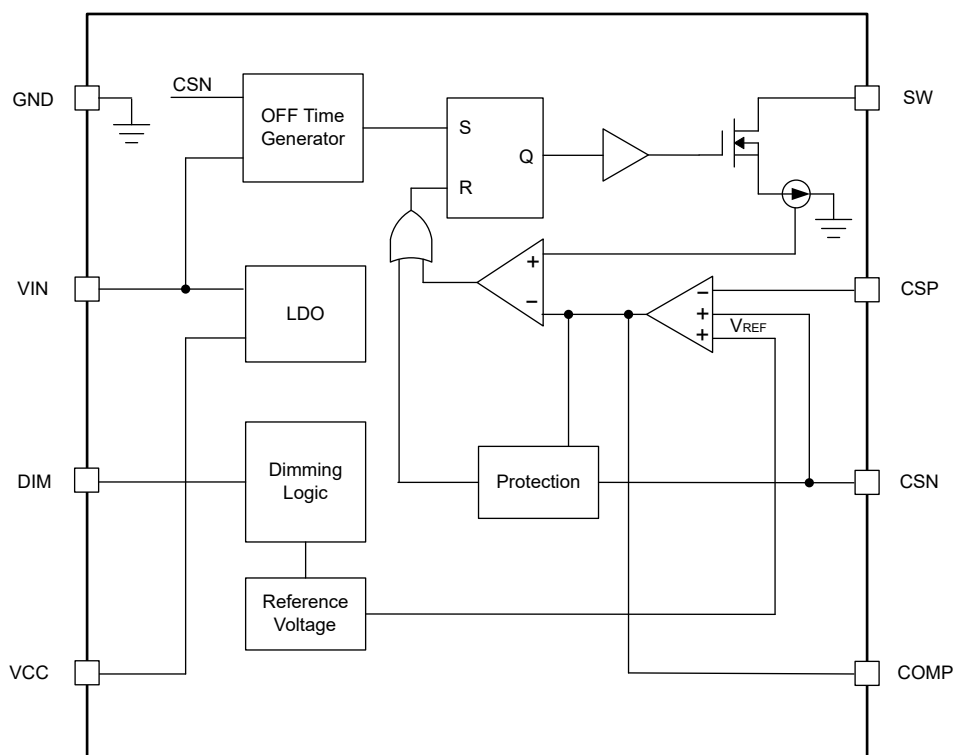 CSN
GND
OFF Time
Generator
SW
S
Q
R
VIN
LDO
+
−
−
+
+
VREF
CSP
DIM
Dimming
Logic
Protection
CSN
Reference
Voltage
VCC
COMP